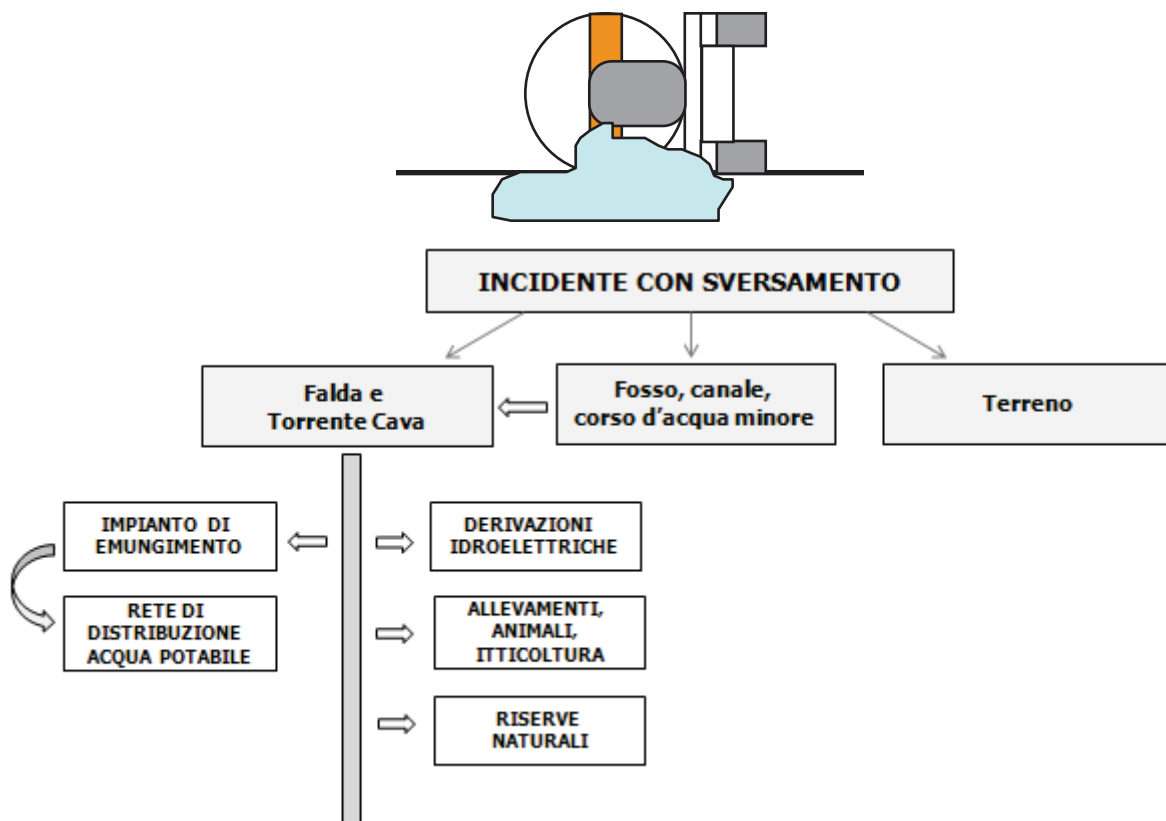 INCIDENTE CON SVERSAMENTO
Falda e
Torrente Cava
Fosso, canale,
corso d'acqua minore
Terreno
IMPIANTO DI
EMUNGIMENTO
DERIVAZIONI
IDROELETTRICHE
RETE DI
DISTRIBUZIONE
ACQUA POTABILE
ALLEVAMENTI,
ANIMALI,
ITTICOLTURA
RISERVE
NATURALI